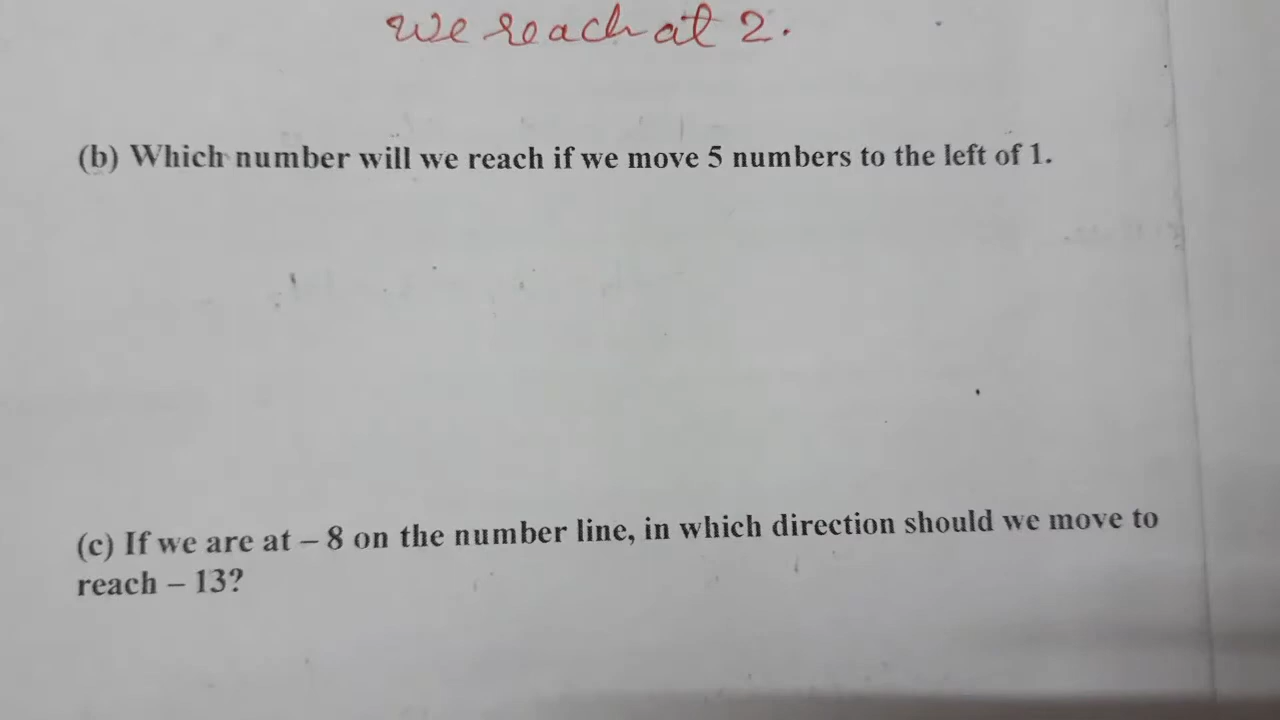 we reach at 2.
(b) Which number will we reach if we move 5 numbers to the left of 1.
(c) If we are at – 8 on the number line, in which direction should we move to
reach – 13?